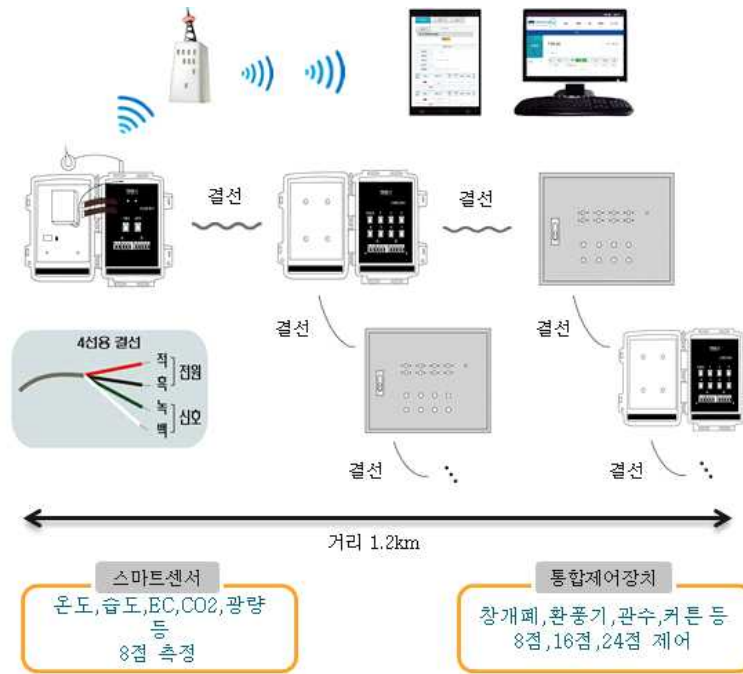 결선
결선
4선용 결선
적
흑
전원
녹
백
신호
결선
결선
결선
결선
거리 1.2km
스마트센서
온도,습도,EC,CO2,광량
등
8점 측정
통합제어장치
창개폐,환풍기,관수,커튼 등
8점,16점,24점 제어